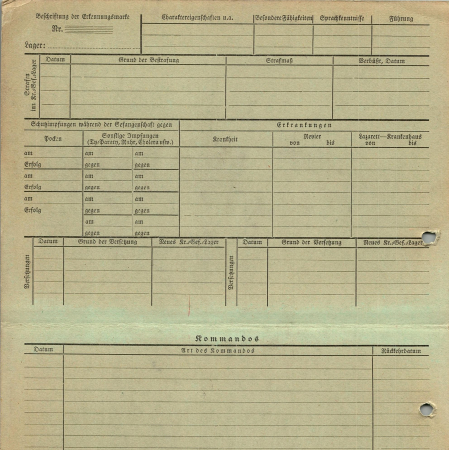 Beschriftung der Erkennungsmarke
Nr.
Lager:
Charaktereigenschaften u.a.
Besondere Fähigkeiten
Sprachkenntnisse
Führung
Strafen im Kr.-Gef.-Lager
Datum
Grund der Bestrafung
Strafmaß
Verbüßt, Datum
Schutzimpfungen während der Gefangenschaft gegen
Erkrankungen
Pocken
Sonstige Impfungen
(Ty-Paraty, Ruhr, Cholera usw.)
Krankheit
Revier
von bis
Lazarett—Krankenhaus
von bis
am am am
Erfolg gegen gegen
am am am
Erfolg gegen gegen
am am am
Erfolg gegen gegen
am am
gegen gegen
Versetzungen
Datum
Grund der Versetzung
Neues Kr.-Gef.-Lager
Versetzungen
Datum
Grund der Versetzung
Neues Kr.-Gef.-Lager
Kommandos
Datum
Art des Kommandos
Rückkehrdatum